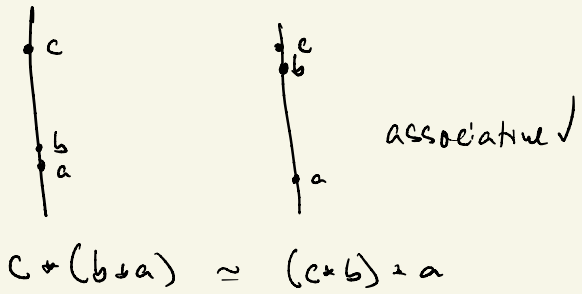 c c
b b
a a
associative ✓
c * (b * a) ≃ (c * b) * a